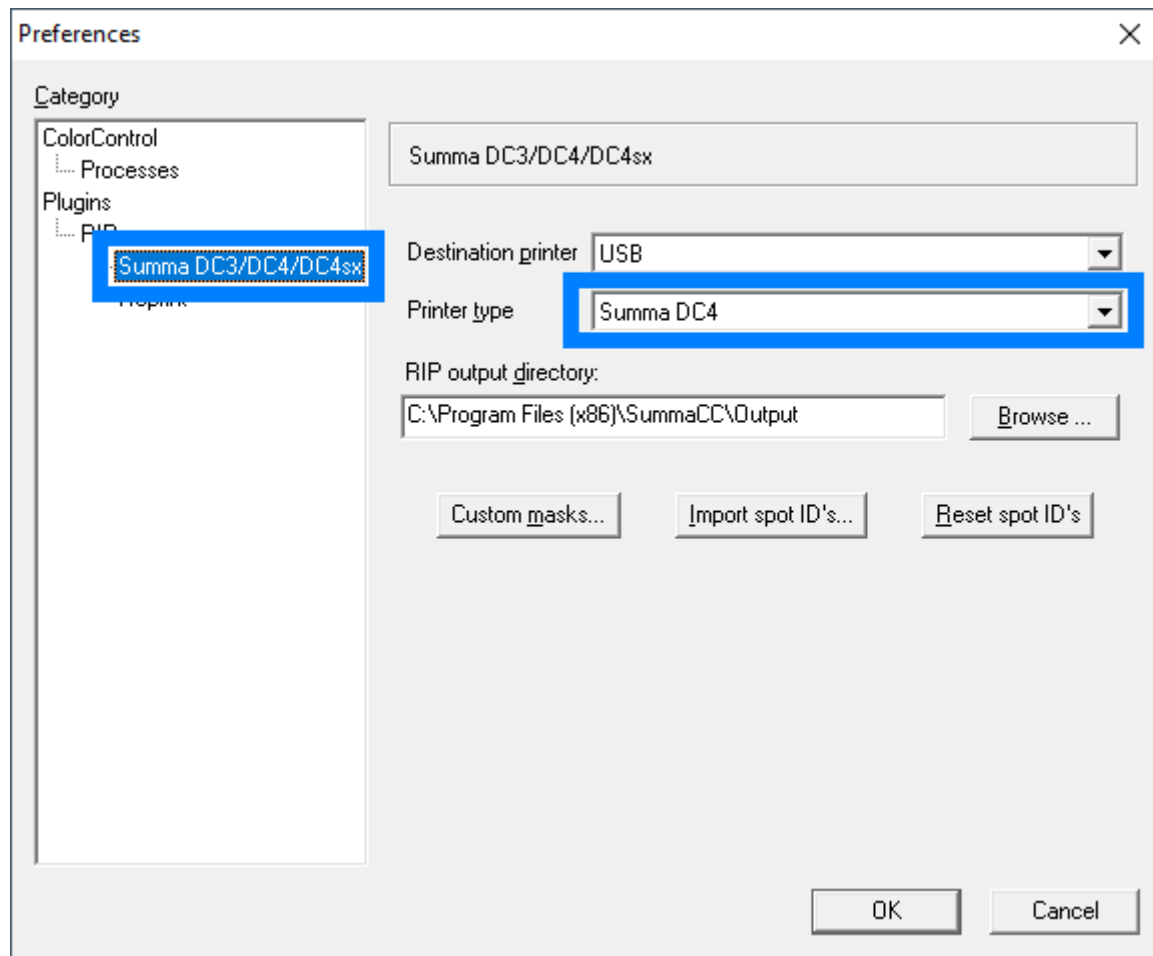 Preferences
Category
ColorControl
Processes
Plugins
RIP
Summa DC3/DC4/DC4sx
Summa DC3/DC4/DC4sx
Destination printer USB
Printer type Summa DC4
RIP output directory:
C:\Program Files (x86)\SummaCC\Output
Browse ...
Custom masks... Import spot ID's... Reset spot ID's
OK Cancel